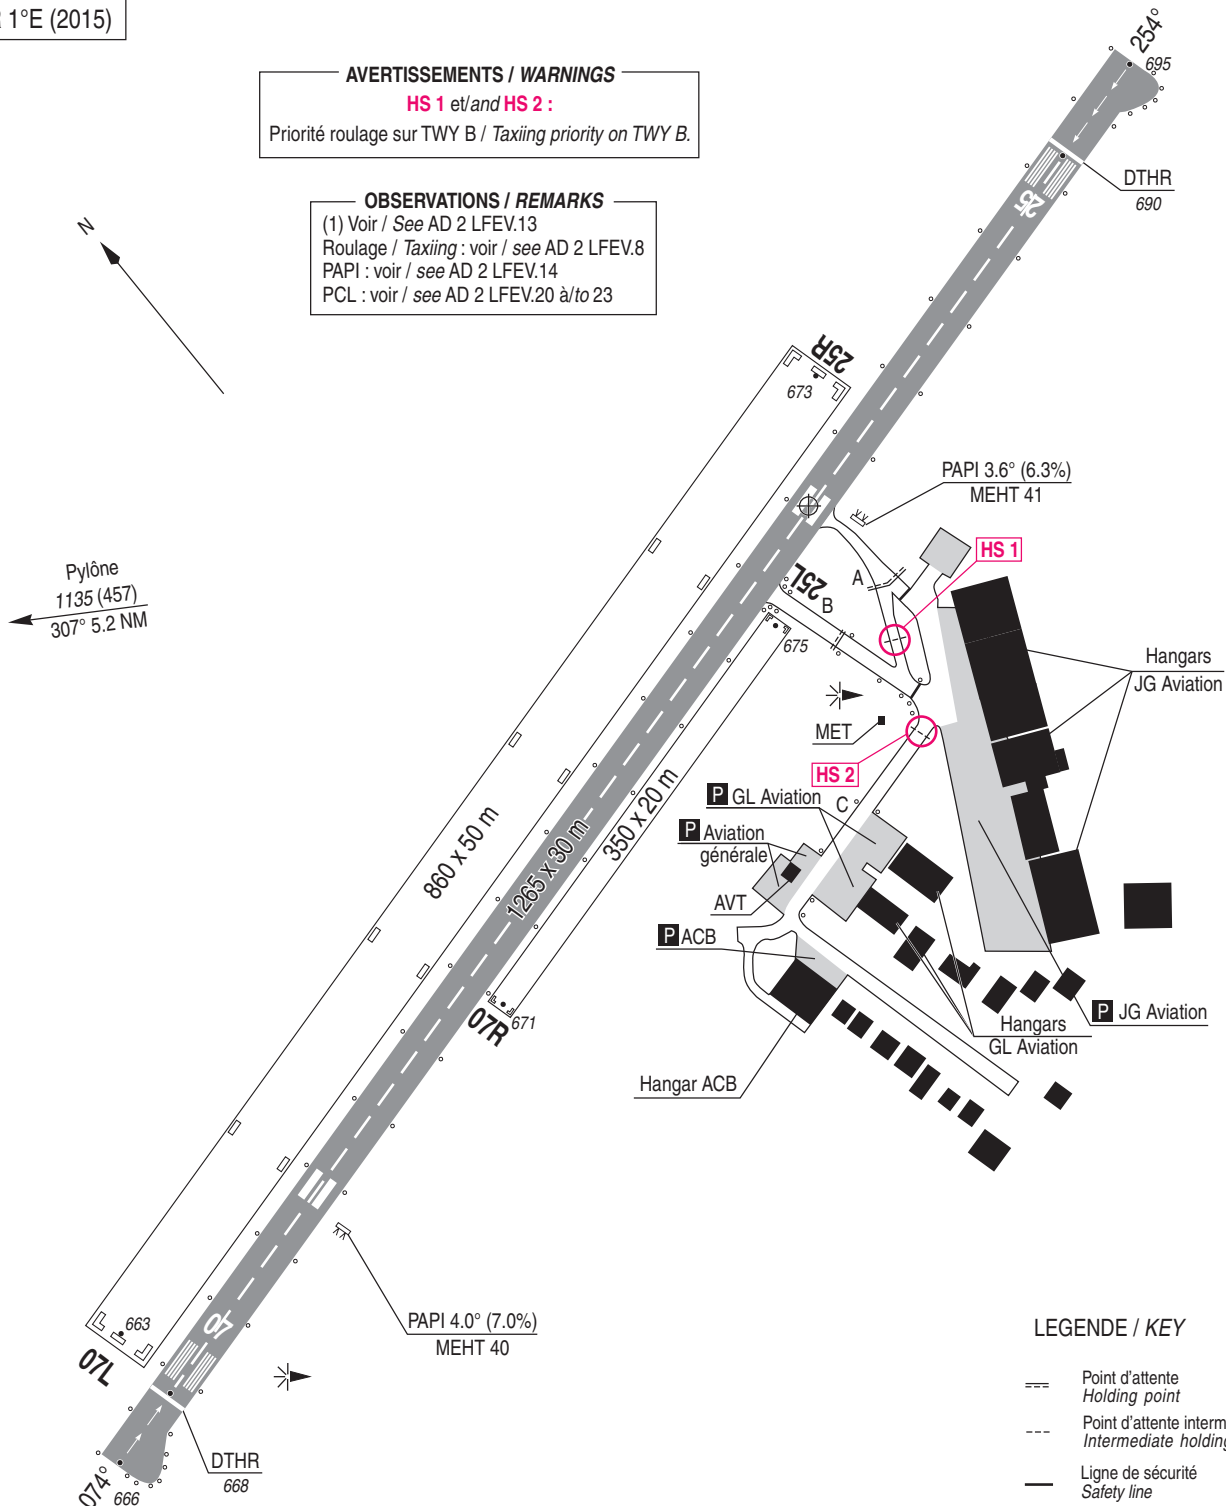 1°E (2015)
AVERTISSEMENTS / WARNINGS
HS 1 et/and HS 2 :
Priorité roulage sur TWY B / Taxiing priority on TWY B.
OBSERVATIONS / REMARKS
(1) Voir / See AD 2 LFEV.13
Roulage / Taxiing : voir / see AD 2 LFEV.8
PAPI : voir / see AD 2 LFEV.14
PCL : voir / see AD 2 LFEV.20 à/to 23
254°
695
DTHR
690
25
N
25R
673
PAPI 3.6° (6.3%)
MEHT 41
HS 1
A
25L
B
675
Pylône
1135 (457)
307° 5.2 NM
Hangars
JG Aviation
MET
HS 2
P GL Aviation
C
P Aviation
générale
AVT
P ACB
860 x 50 m
1265 x 30 m
350 x 20 m
07R
671
P JG Aviation
Hangars
GL Aviation
Hangar ACB
07
PAPI 4.0° (7.0%)
MEHT 40
663
07L
DTHR
668
074°
666
LEGENDE / KEY
Point d'attente
Holding point
Point d'attente interm
Intermediate holding
Ligne de sécurité
Safety line